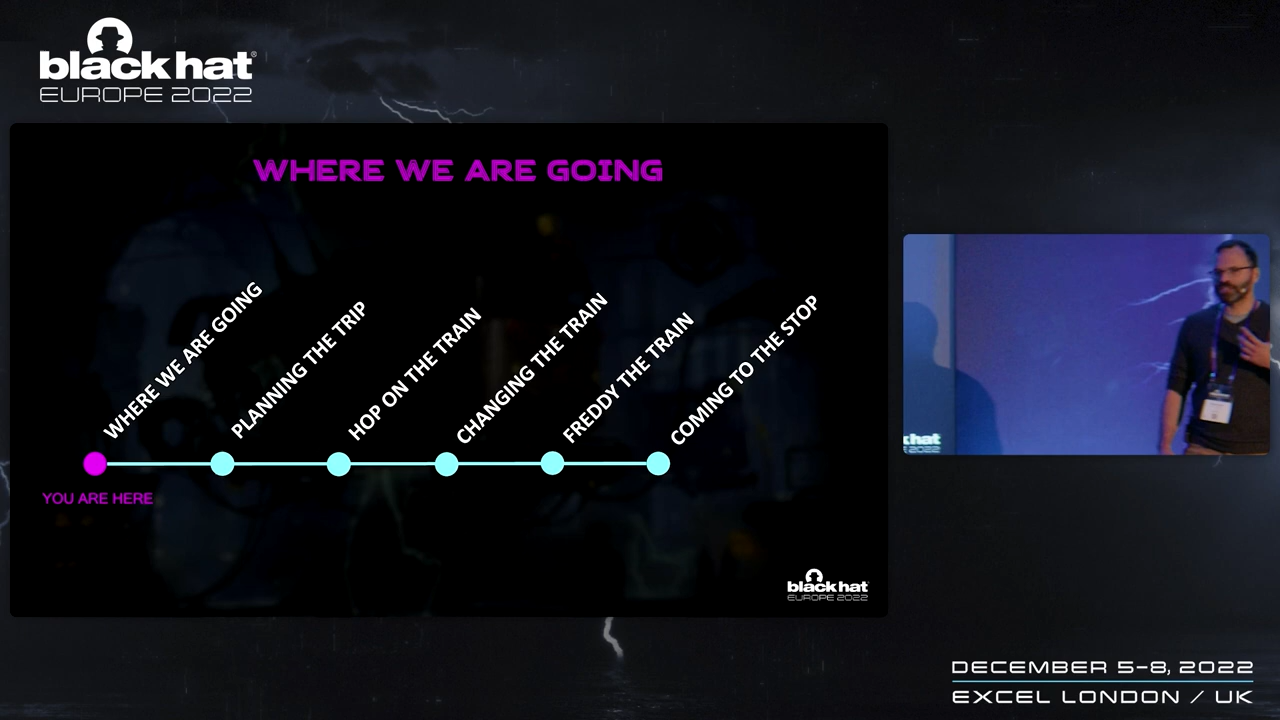 black hat®
EUROPE 2022
WHERE WE ARE GOING
WHERE WE ARE GOING
PLANNING THE TRIP
HOP ON THE TRAIN
CHANGING THE TRAIN
FREDDY THE TRAIN
COMING TO THE STOP
YOU ARE HERE
black hat
EUROPE 2022
k hat
E 2022
DECEMBER 5-8, 2022
EXCEL LONDON / UK